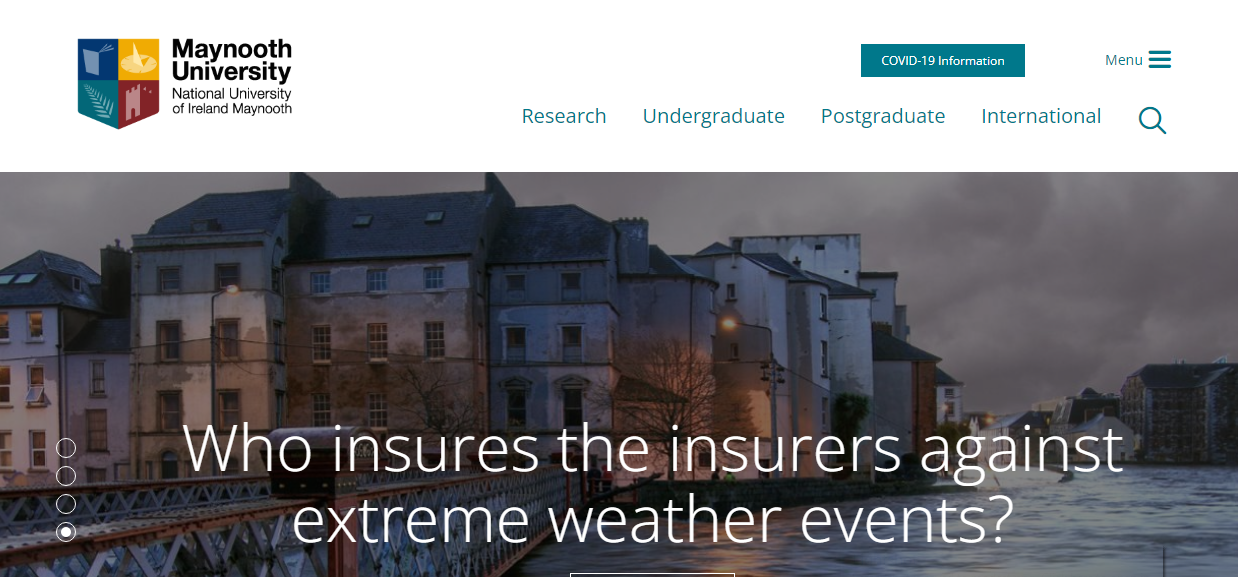 Maynooth
University
National University
of Ireland Maynooth
COVID-19 Information
Menu
Research
Undergraduate
Postgraduate
International
Who insures the insurers against
extreme weather events?